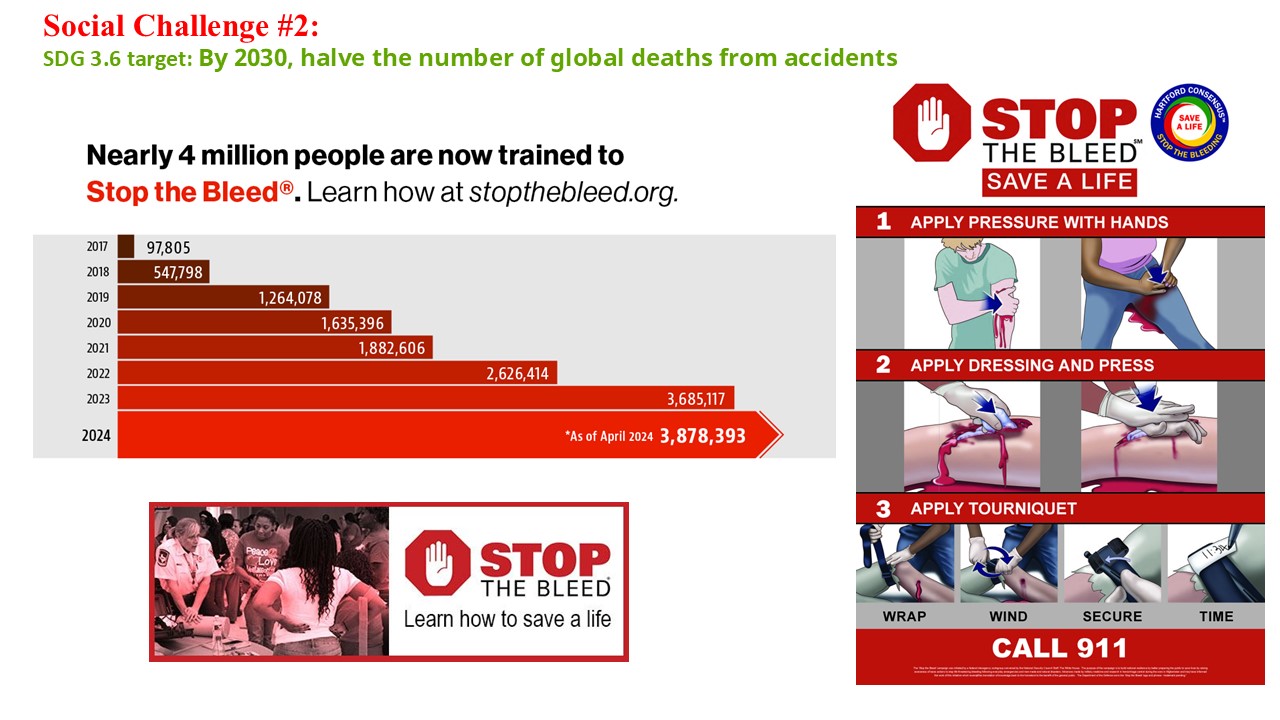 Social Challenge #2:
SDG 3.6 target: By 2030, halve the number of global deaths from accidents
Nearly 4 million people are now trained to
Stop the Bleed®. Learn how at stopthebleed.org.
2017 97,805
2018 547,798
2019 1,264,078
2020 1,635,396
2021 1,882,606
2022 2,626,414
2023 3,685,117
2024 *As of April 2024 3,878,393
STOP
THE BLEED
Learn how to save a life
STOP
THE BLEED℠
SAVE A LIFE
HARTFORD CONSENSUS™
SAVE
A LIFE
STOP THE BLEEDING
1 APPLY PRESSURE WITH HANDS
2 APPLY DRESSING AND PRESS
3 APPLY TOURNIQUET
WRAP WIND SECURE TIME
CALL 911